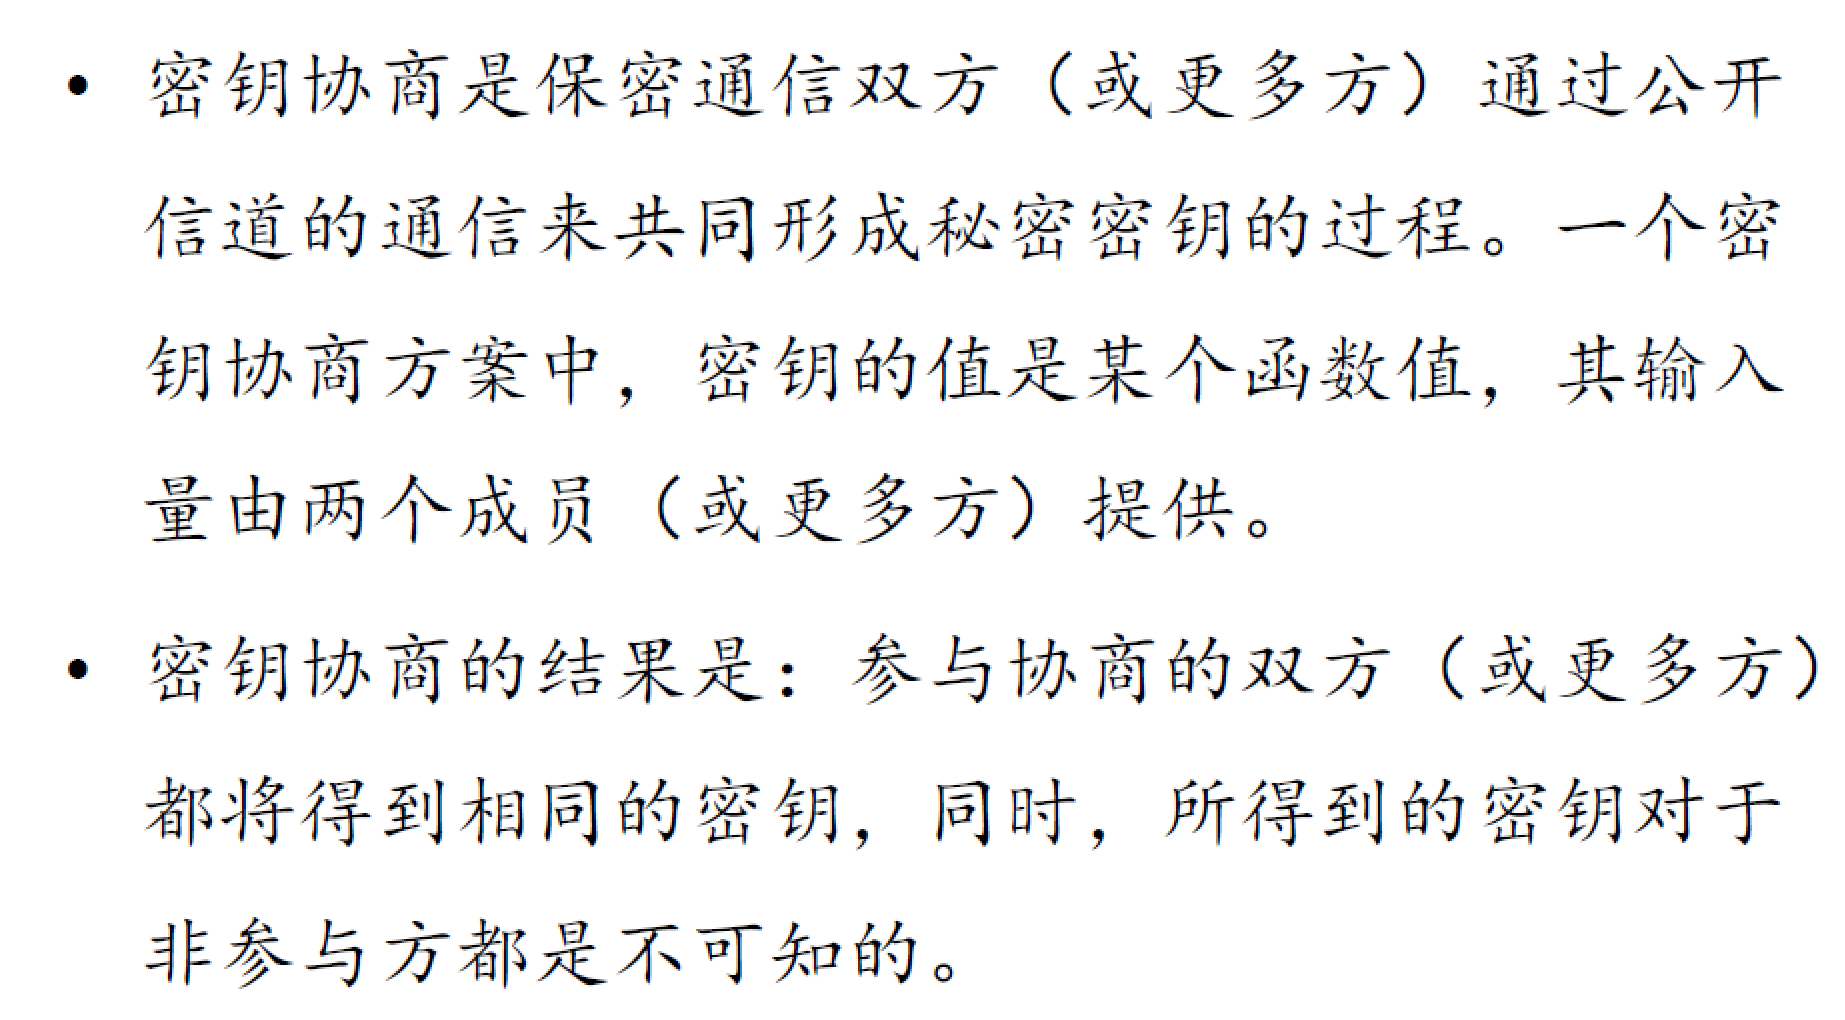 • 密钥协商是保密通信双方（或更多方）通过公开
信道的通信来共同形成秘密密钥的过程。一个密
钥协商方案中，密钥的值是某个函数值，其输入
量由两个成员（或更多方）提供。
• 密钥协商的结果是：参与协商的双方（或更多方）
都将得到相同的密钥，同时，所得到的密钥对于
非参与方都是不可知的。